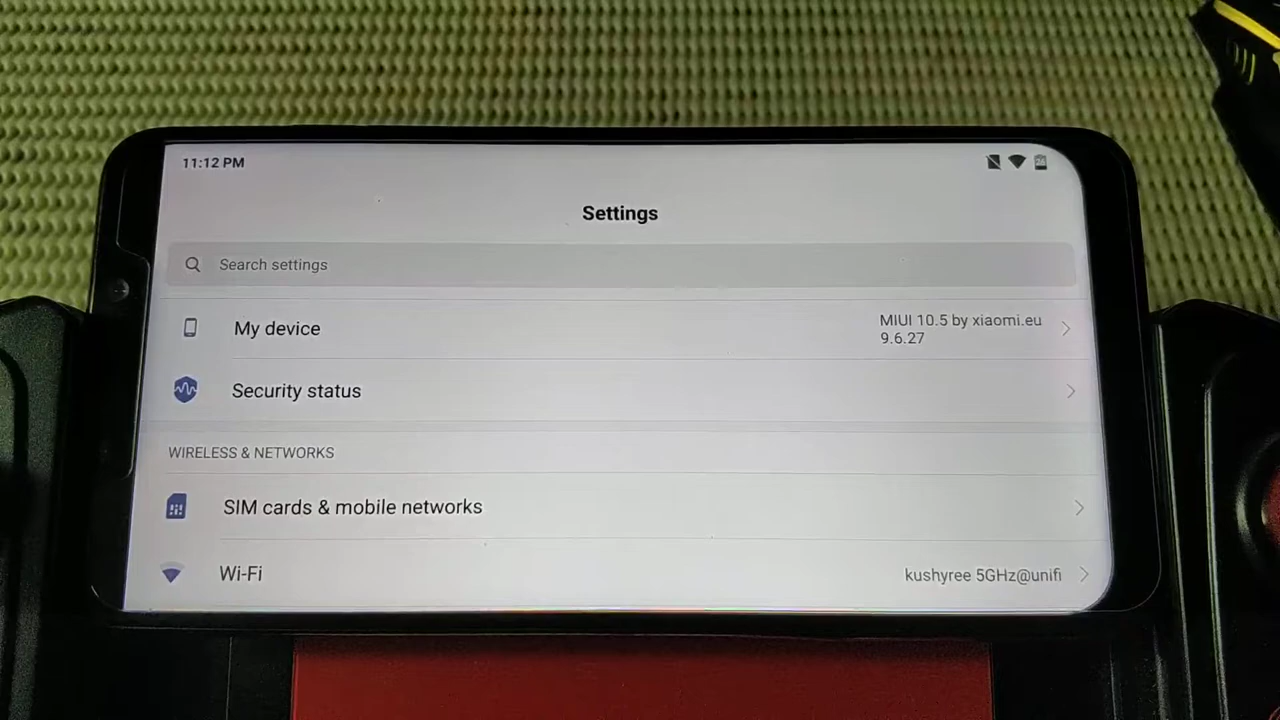 11:12 PM
Settings
Search settings
My device
MIUI 10.5 by xiaomi.eu
9.6.27
Security status
WIRELESS & NETWORKS
SIM cards & mobile networks
Wi-Fi
kushyree 5GHz@unifi